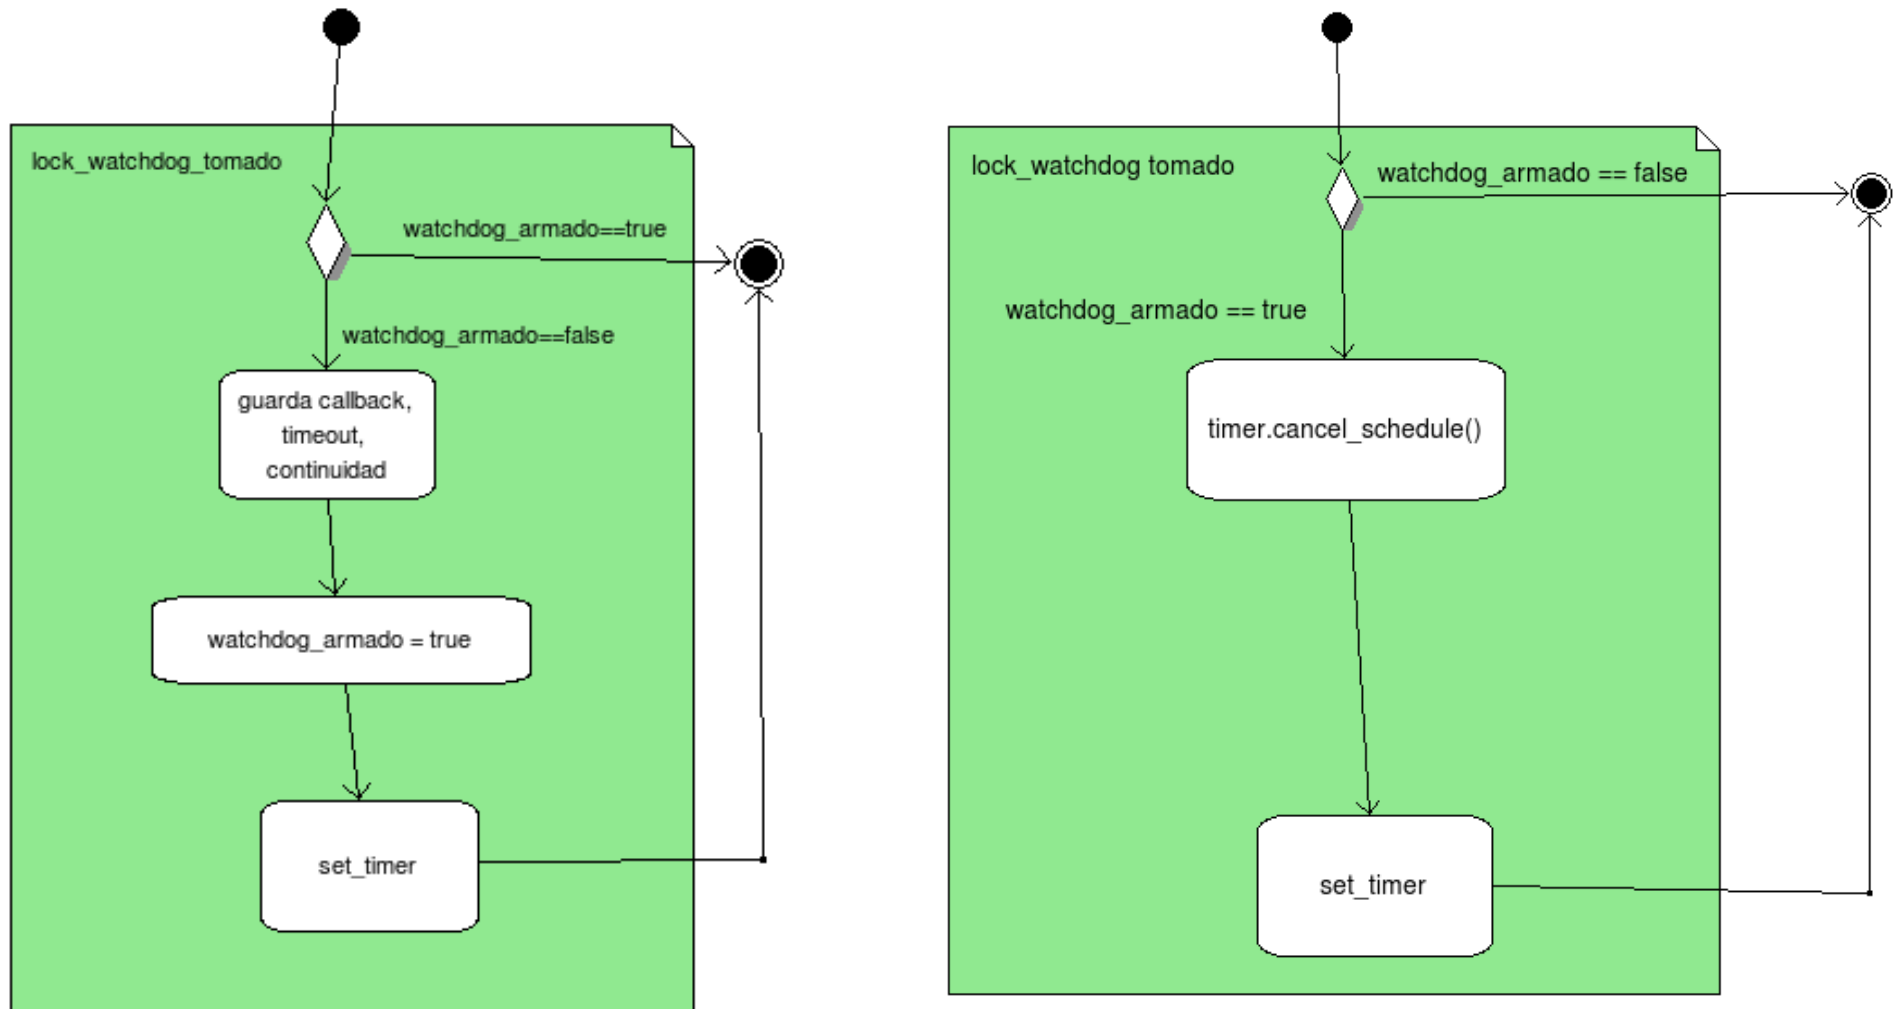 lock_watchdog_tomado
watchdog_armado==true
watchdog_armado==false
guarda callback,
timeout,
continuidad
watchdog_armado = true
set_timer
lock_watchdog tomado
watchdog_armado == false
watchdog_armado == true
timer.cancel_schedule()
set_timer